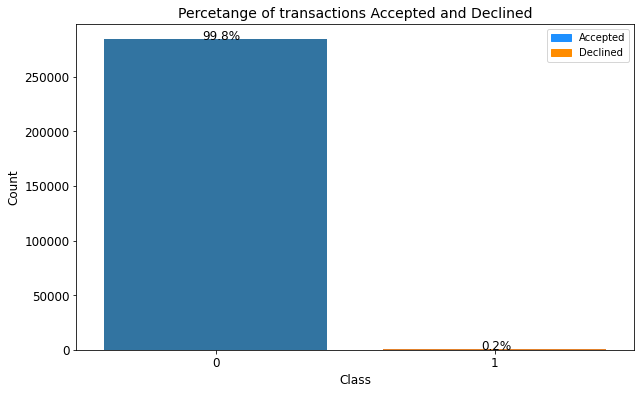 Percetange of transactions Accepted and Declined
99.8%
Accepted
Declined
250000
200000
150000
100000
50000
0
Count
0.2%
0
1
Class